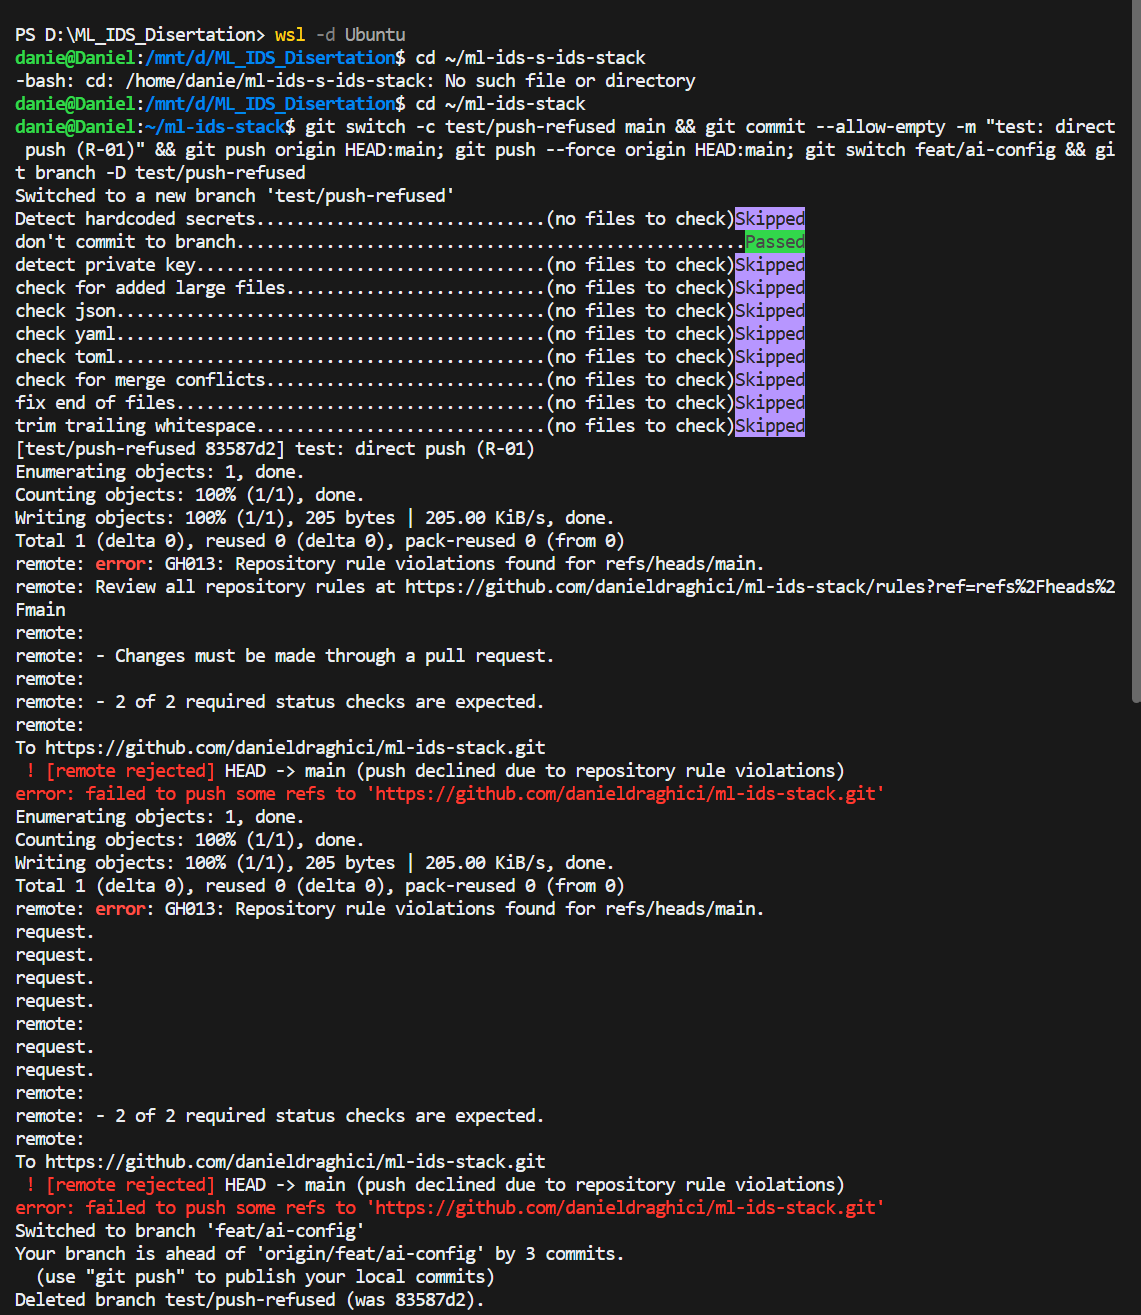 PS D:\ML_IDS_Disertation> wsl -d Ubuntu
danie@Daniel:/mnt/d/ML_IDS_Disertation$ cd ~/ml-ids-s-ids-stack
-bash: cd: /home/danie/ml-ids-s-ids-stack: No such file or directory
danie@Daniel:/mnt/d/ML_IDS_Disertation$ cd ~/ml-ids-stack
danie@Daniel:~/ml-ids-stack$ git switch -c test/push-refused main && git commit --allow-empty -m "test: direct
 push (R-01)" && git push origin HEAD:main; git push --force origin HEAD:main; git switch feat/ai-config && gi
t branch -D test/push-refused
Switched to a new branch 'test/push-refused'
Detect hardcoded secrets.............................(no files to check)Skipped
don't commit to branch...................................................Passed
detect private key...................................(no files to check)Skipped
check for added large files..........................(no files to check)Skipped
check json...........................................(no files to check)Skipped
check yaml...........................................(no files to check)Skipped
check toml...........................................(no files to check)Skipped
check for merge conflicts............................(no files to check)Skipped
fix end of files.....................................(no files to check)Skipped
trim trailing whitespace.............................(no files to check)Skipped
[test/push-refused 83587d2] test: direct push (R-01)
Enumerating objects: 1, done.
Counting objects: 100% (1/1), done.
Writing objects: 100% (1/1), 205 bytes | 205.00 KiB/s, done.
Total 1 (delta 0), reused 0 (delta 0), pack-reused 0 (from 0)
remote: error: GH013: Repository rule violations found for refs/heads/main.
remote: Review all repository rules at https://github.com/danieldraghici/ml-ids-stack/rules?ref=refs%2Fheads%2
Fmain
remote:
remote: - Changes must be made through a pull request.
remote:
remote: - 2 of 2 required status checks are expected.
remote:
To https://github.com/danieldraghici/ml-ids-stack.git
 ! [remote rejected] HEAD -> main (push declined due to repository rule violations)
error: failed to push some refs to 'https://github.com/danieldraghici/ml-ids-stack.git'
Enumerating objects: 1, done.
Counting objects: 100% (1/1), done.
Writing objects: 100% (1/1), 205 bytes | 205.00 KiB/s, done.
Total 1 (delta 0), reused 0 (delta 0), pack-reused 0 (from 0)
remote: error: GH013: Repository rule violations found for refs/heads/main.
request.
request.
request.
request.
remote:
request.
request.
remote:
remote: - 2 of 2 required status checks are expected.
remote:
To https://github.com/danieldraghici/ml-ids-stack.git
 ! [remote rejected] HEAD -> main (push declined due to repository rule violations)
error: failed to push some refs to 'https://github.com/danieldraghici/ml-ids-stack.git'
Switched to branch 'feat/ai-config'
Your branch is ahead of 'origin/feat/ai-config' by 3 commits.
  (use "git push" to publish your local commits)
Deleted branch test/push-refused (was 83587d2).